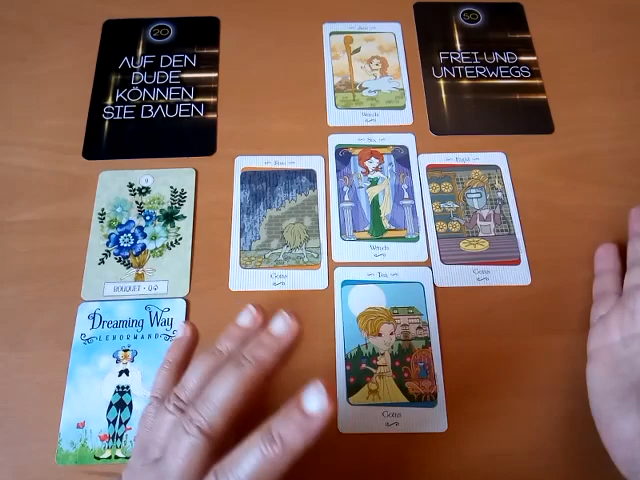 20
AUF DEN
DUDE
KÖNNEN
SIE BAUEN
50
FREI UND
UNTERWEGS
Wands
9
BOUQUET • Q
Coins
Six
Wands
Eight
Coins
Dreaming Way
LENORMAND
Ten
Coins